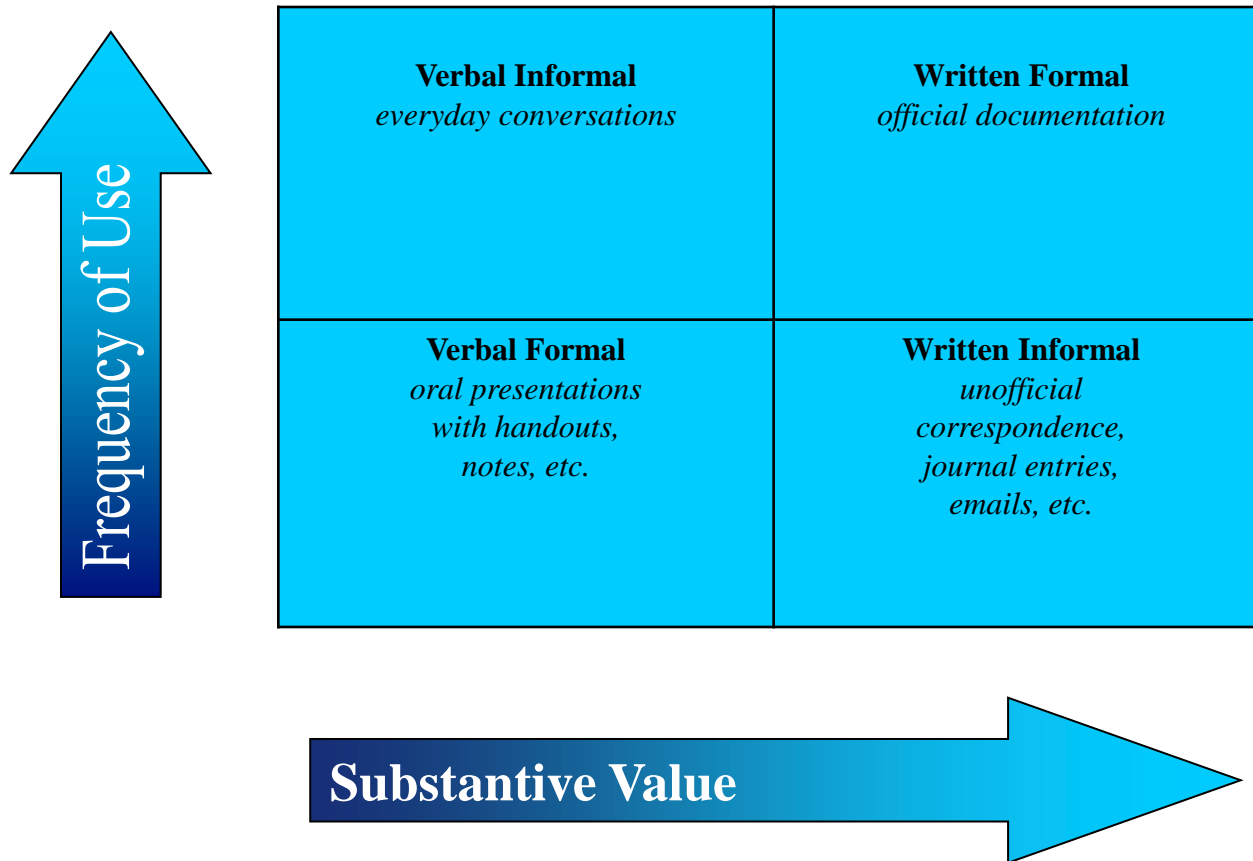 Verbal Informal
everyday conversations
Written Formal
official documentation
Frequency of Use
Verbal Formal
oral presentations
with handouts,
notes, etc.
Written Informal
unofficial
correspondence,
journal entries,
emails, etc.
Substantive Value